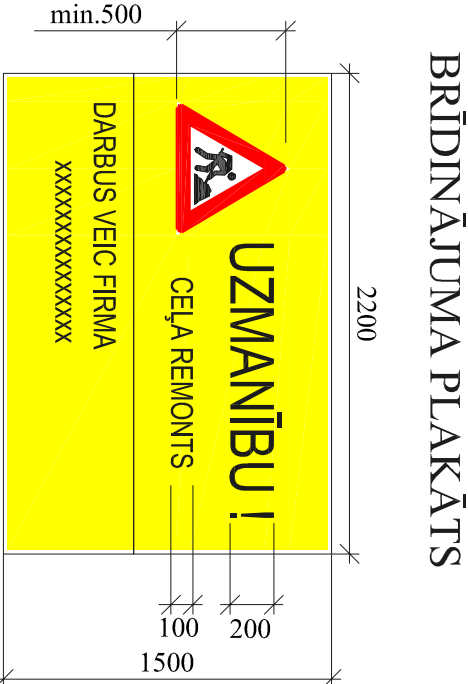 BRĪDINĀJUMA PLAKĀTS
2200
UZMANĪBU !
CEĻA REMONTS
DARBUS VEIC FIRMA
xxxxxxxxxxxxxxx
min.500
200
100
1500